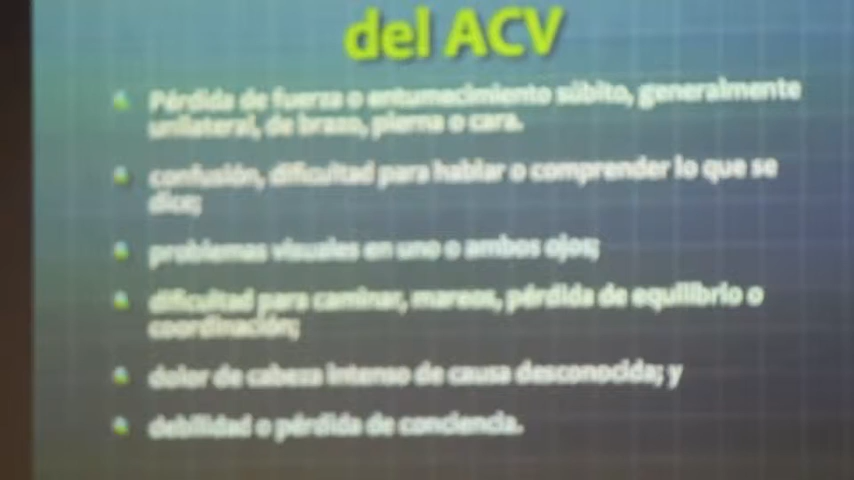 del ACV
Pérdida de fuerza o entumecimiento súbito, generalmente
unilateral, de brazo, pierna o cara.
confusión, dificultad para hablar o comprender lo que se
dice;
problemas visuales en uno o ambos ojos;
dificultad para caminar, mareos, pérdida de equilibrio o
coordinación;
dolor de cabeza intenso de causa desconocida; y
debilidad o pérdida de conciencia.